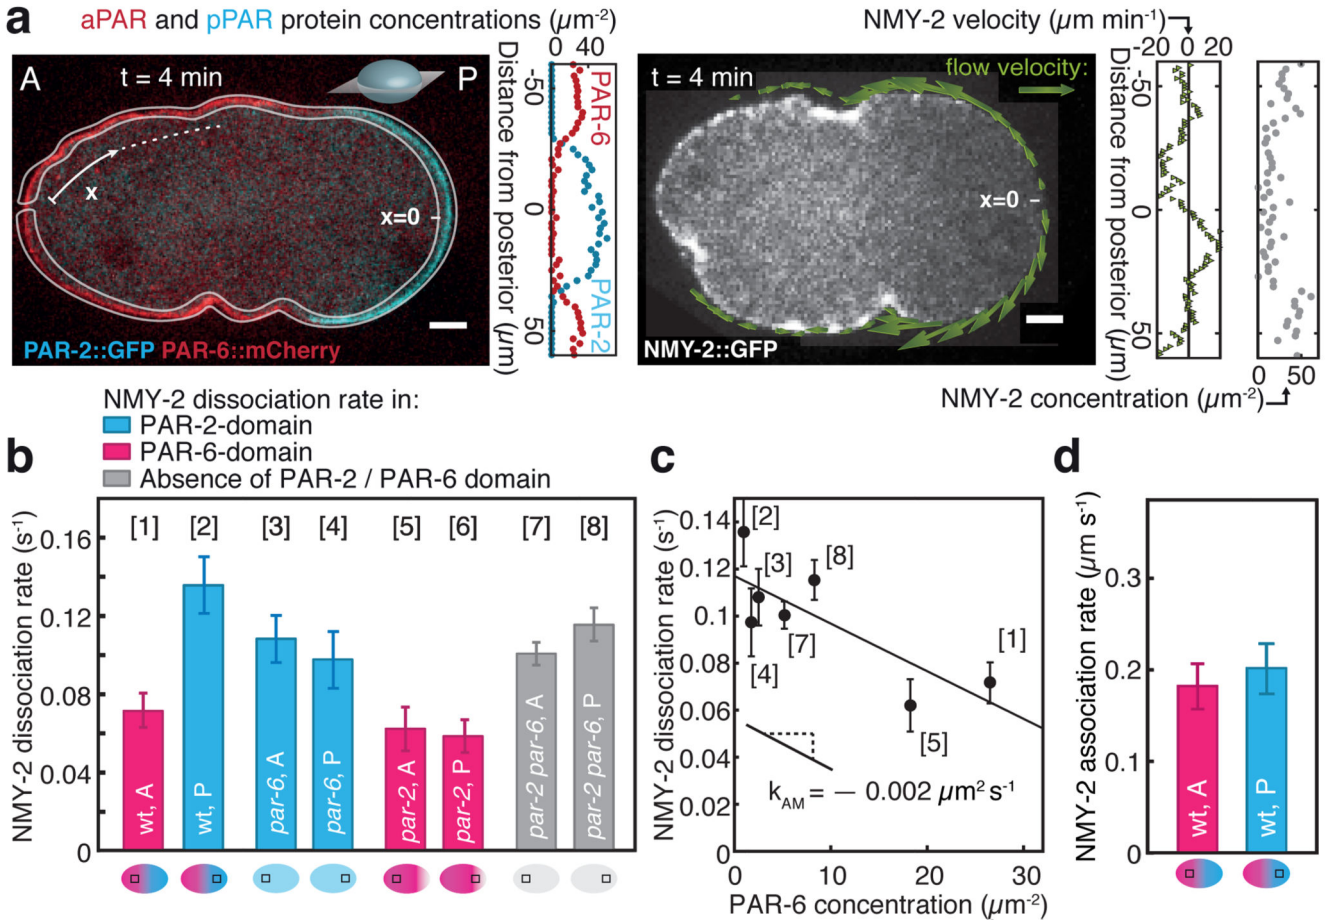 a
aPAR and pPAR protein concentrations (µm⁻²)
A
t = 4 min
P
x
x=0
PAR-2::GFP PAR-6::mCherry
0 40
Distance from posterior (µm)
-50
0
50
PAR-6
PAR-2
t = 4 min
flow velocity:
x=0
NMY-2::GFP
NMY-2 velocity (µm min⁻¹)
-20 0 20
Distance from posterior (µm)
-50
0
50
0 50
NMY-2 concentration (µm⁻²)
NMY-2 dissociation rate in:
PAR-2-domain
PAR-6-domain
Absence of PAR-2 / PAR-6 domain
b
NMY-2 dissociation rate (s⁻¹)
0.16
0.12
0.08
0.04
0
[1] [2] [3] [4] [5] [6] [7] [8]
wt, A
wt, P
par-6, A
par-6, P
par-2, A
par-2, P
par-2 par-6, A
par-2 par-6, P
c
NMY-2 dissociation rate (s⁻¹)
0.14
0.12
0.1
0.08
0.06
0.04
0.02
0
[2]
[3]
[8]
[4]
[7]
[1]
[5]
k_AM = — 0.002 µm² s⁻¹
0 10 20 30
PAR-6 concentration (µm⁻²)
d
NMY-2 association rate (µm s⁻¹)
0.3
0.2
0.1
0
wt, A
wt, P